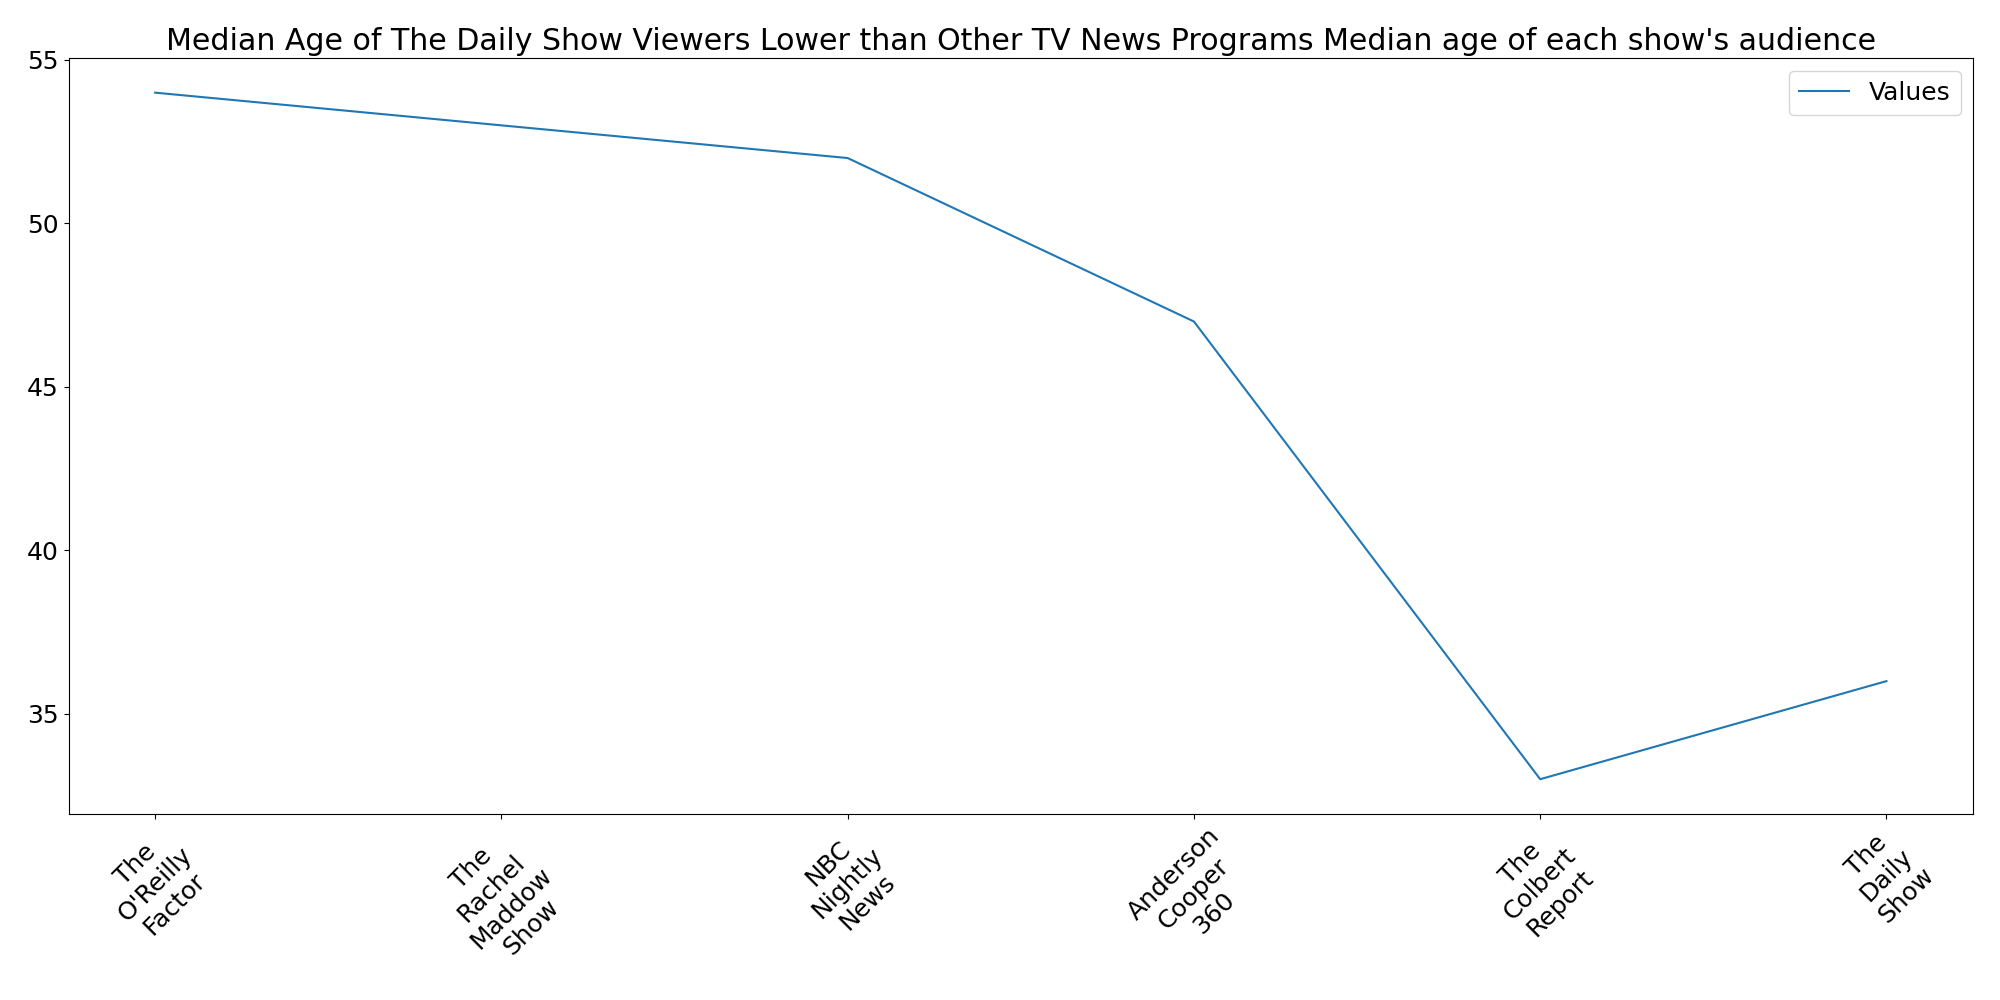 Median Age of The Daily Show Viewers Lower than Other TV News Programs Median age of each show's audience
Values
55
50
45
40
35
The
O'Reilly
Factor
The
Rachel
Maddow
Show
NBC
Nightly
News
Anderson
Cooper
360
The
Colbert
Report
The
Daily
Show